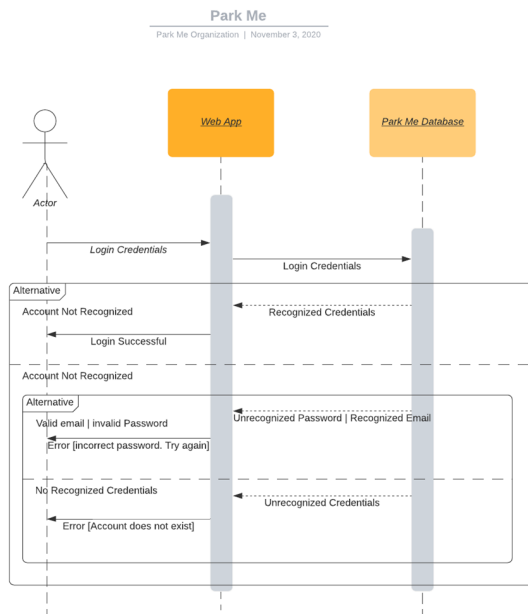 Park Me
Park Me Organization | November 3, 2020
Web App
Park Me Database
Actor
Login Credentials
Login Credentials
Alternative
Account Not Recognized
Recognized Credentials
Login Successful
Account Not Recognized
Alternative
Unrecognized Password | Recognized Email
Valid email | invalid Password
Error [incorrect password. Try again]
No Recognized Credentials
Unrecognized Credentials
Error [Account does not exist]